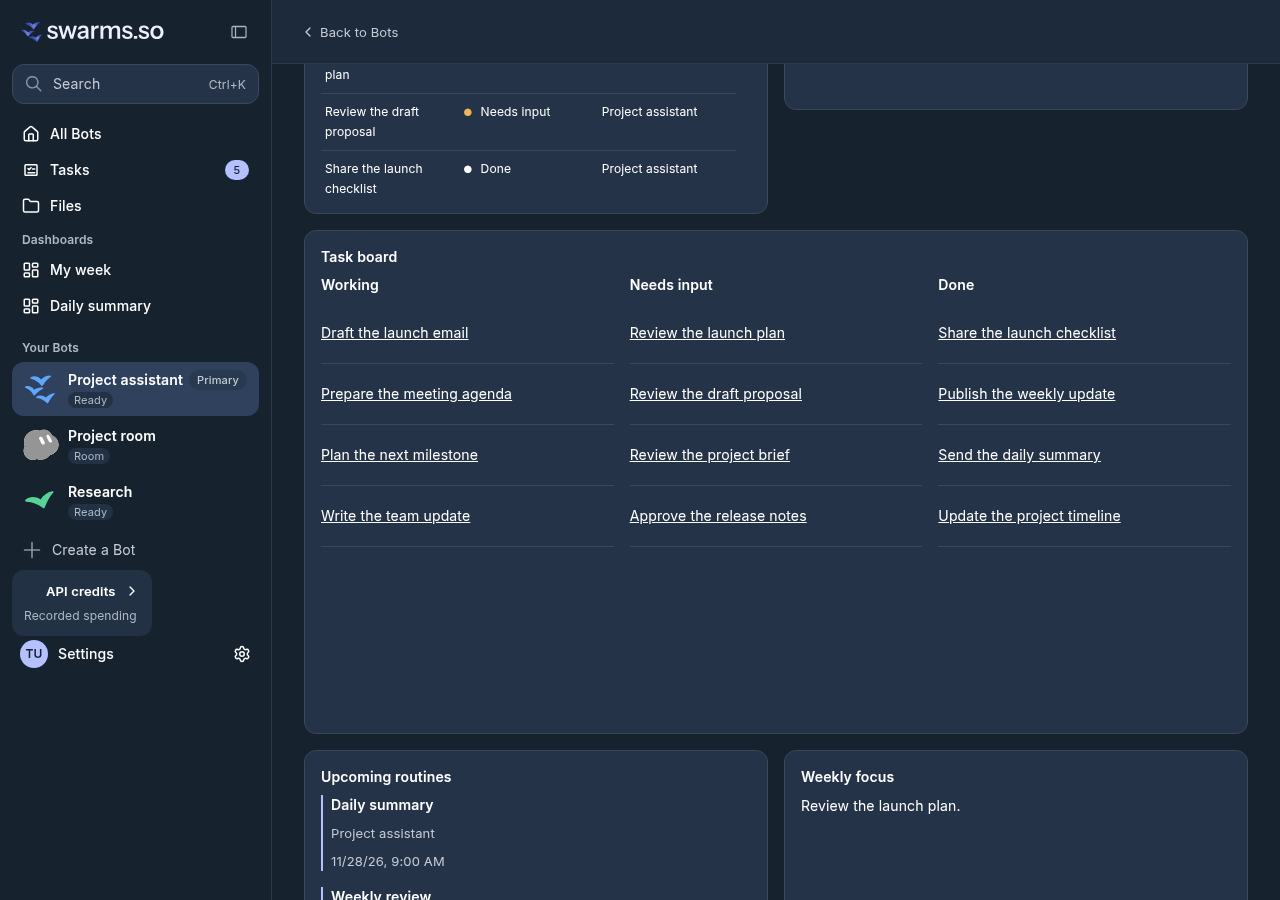 swarms.so
Search Ctrl+K
All Bots
Tasks 5
Files
Dashboards
My week
Daily summary
Your Bots
Project assistant Primary
Ready
Project room
Room
Research
Ready
Create a Bot
API credits
Recorded spending
TU Settings
Back to Bots
plan
Review the draft proposal Needs input Project assistant
Share the launch checklist Done Project assistant
Task board
Working Needs input Done
Draft the launch email Review the launch plan Share the launch checklist
Prepare the meeting agenda Review the draft proposal Publish the weekly update
Plan the next milestone Review the project brief Send the daily summary
Write the team update Approve the release notes Update the project timeline
Upcoming routines
Daily summary
Project assistant
11/28/26, 9:00 AM
Weekly review
Weekly focus
Review the launch plan.